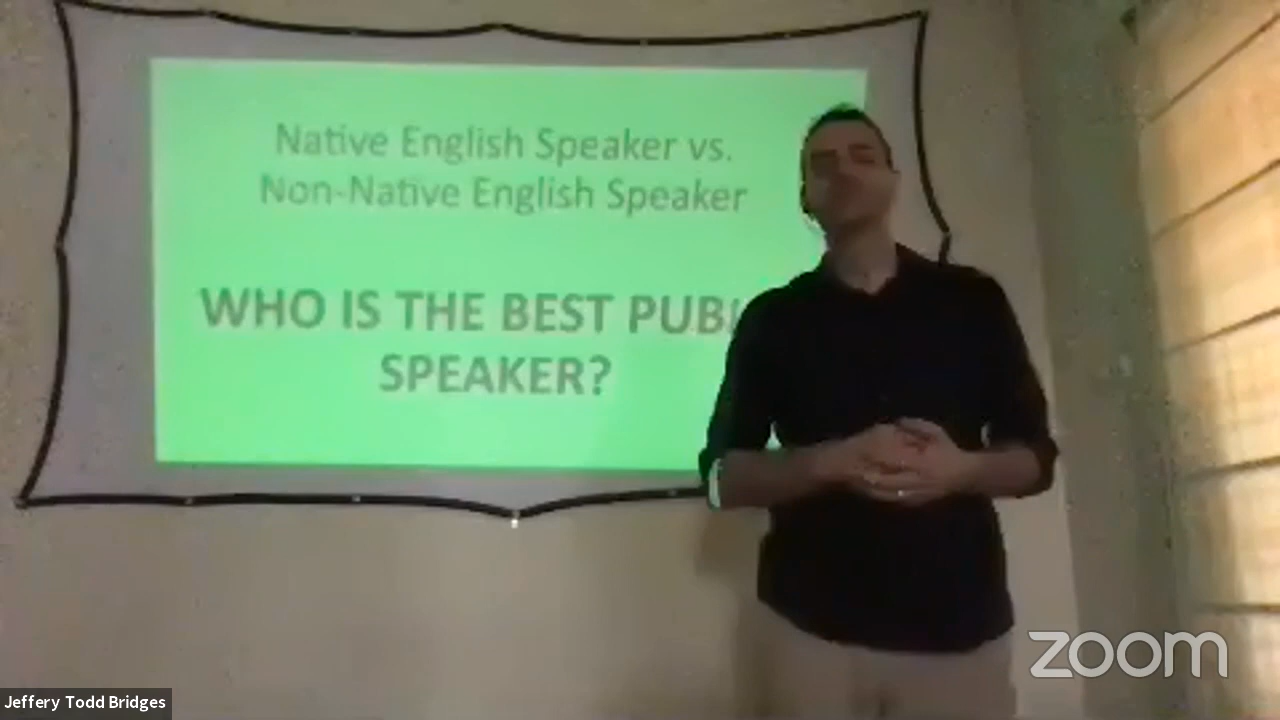 Native English Speaker vs.
Non-Native English Speaker
WHO IS THE BEST
SPEAKER?
zoom
Jeffery Todd Bridges